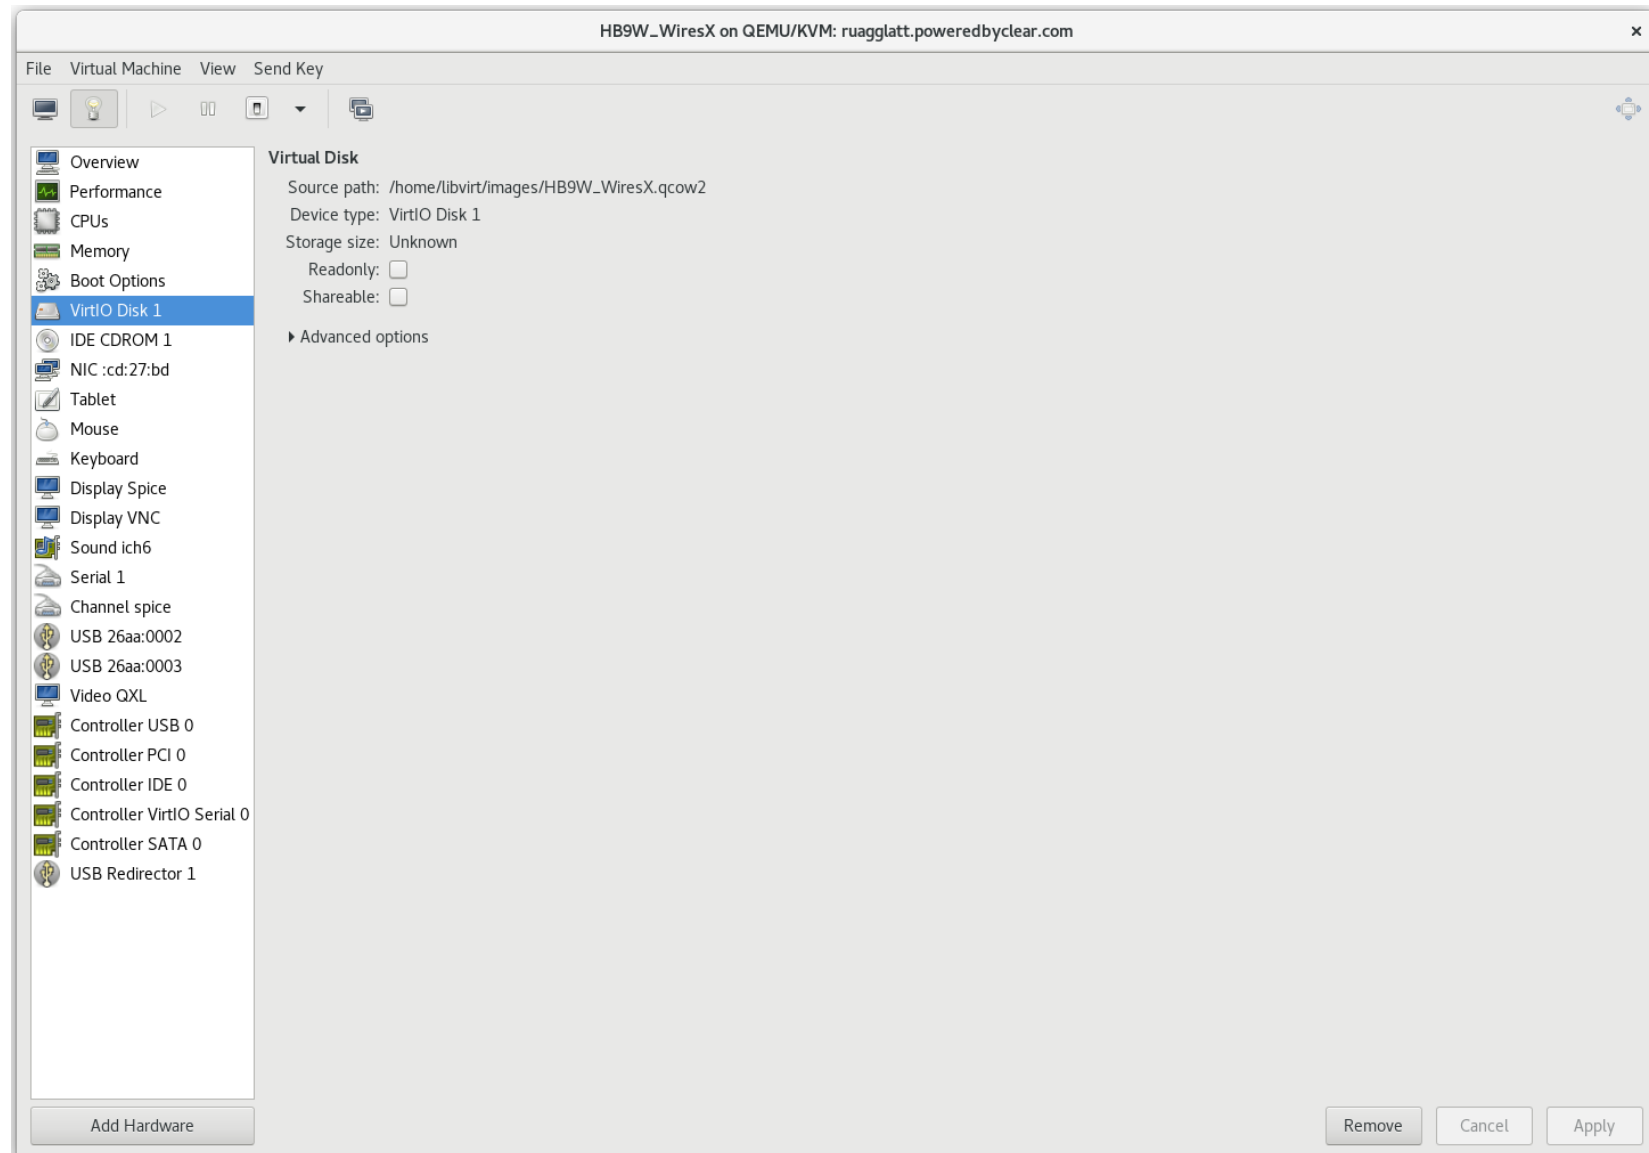 HB9W_WiresX on QEMU/KVM: ruagglatt.poweredbyclear.com
File Virtual Machine View Send Key
Overview
Performance
CPUs
Memory
Boot Options
VirtIO Disk 1
IDE CDROM 1
NIC :cd:27:bd
Tablet
Mouse
Keyboard
Display Spice
Display VNC
Sound ich6
Serial 1
Channel spice
USB 26aa:0002
USB 26aa:0003
Video QXL
Controller USB 0
Controller PCI 0
Controller IDE 0
Controller VirtIO Serial 0
Controller SATA 0
USB Redirector 1
Add Hardware
Virtual Disk
Source path: /home/libvirt/images/HB9W_WiresX.qcow2
Device type: VirtIO Disk 1
Storage size: Unknown
Readonly:
Shareable:
Advanced options
Remove Cancel Apply